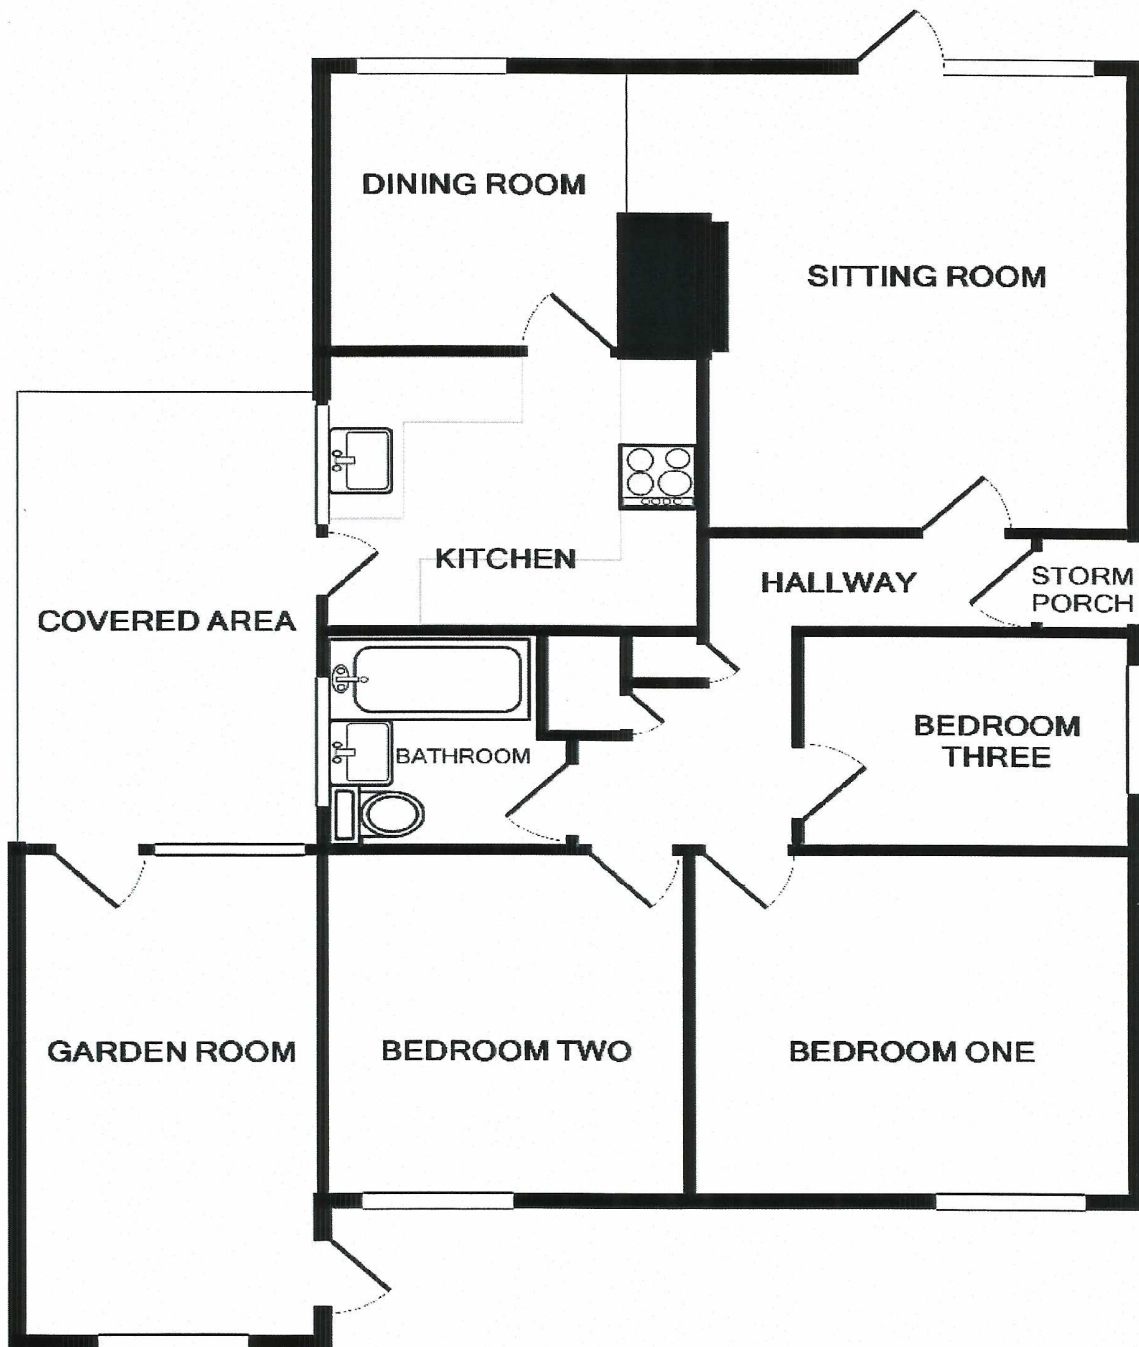 DINING ROOM
SITTING ROOM
KITCHEN
HALLWAY
STORM
PORCH
COVERED AREA
BATHROOM
BEDROOM
THREE
GARDEN ROOM
BEDROOM TWO
BEDROOM ONE